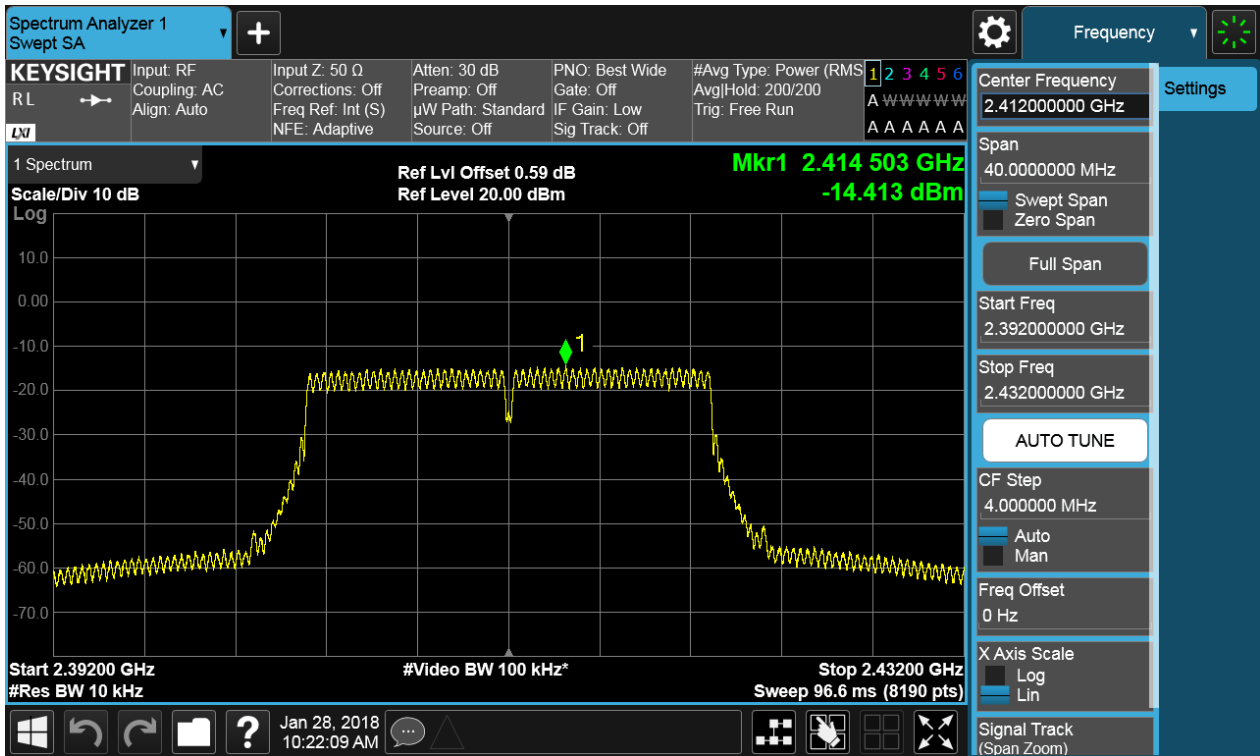 Spectrum Analyzer 1
Swept SA
+
Frequency
KEYSIGHT
R L
LXI
Input: RF
Coupling: AC
Align: Auto
Input Z: 50 Ω
Corrections: Off
Freq Ref: Int (S)
NFE: Adaptive
Atten: 30 dB
Preamp: Off
µW Path: Standard
Source: Off
PNO: Best Wide
Gate: Off
IF Gain: Low
Sig Track: Off
#Avg Type: Power (RMS
Avg|Hold: 200/200
Trig: Free Run
1 2 3 4 5 6
A W W W W W
A A A A A A
1 Spectrum
Scale/Div 10 dB
Log
Ref Lvl Offset 0.59 dB
Ref Level 20.00 dBm
Mkr1 2.414 503 GHz
-14.413 dBm
10.0
0.00
-10.0
-20.0
-30.0
-40.0
-50.0
-60.0
-70.0
1
Start 2.39200 GHz
#Res BW 10 kHz
#Video BW 100 kHz*
Stop 2.43200 GHz
Sweep 96.6 ms (8190 pts)
Center Frequency
2.412000000 GHz
Span
40.0000000 MHz
Swept Span
Zero Span
Full Span
Start Freq
2.392000000 GHz
Stop Freq
2.432000000 GHz
AUTO TUNE
CF Step
4.000000 MHz
Auto
Man
Freq Offset
0 Hz
X Axis Scale
Log
Lin
Signal Track
(Span Zoom)
Settings
?
Jan 28, 2018
10:22:09 AM